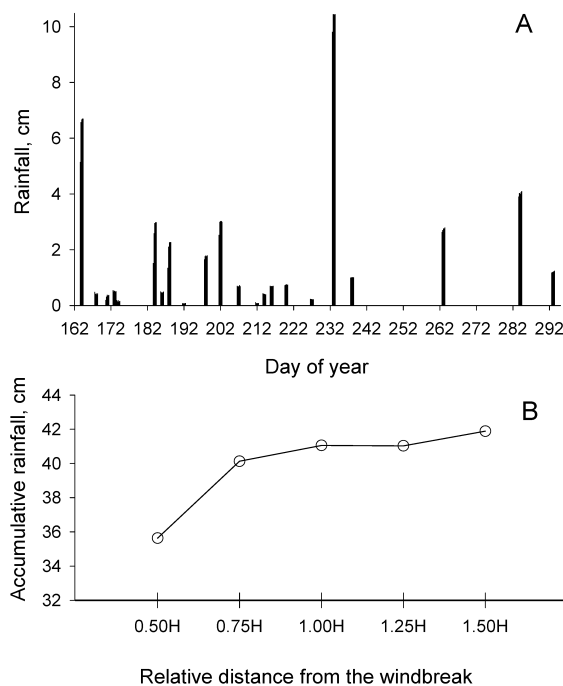 A
Rainfall, cm
10
8
6
4
2
0
162 172 182 192 202 212 222 232 242 252 262 272 282 292
Day of year
B
Accumulative rainfall, cm
44
42
40
38
36
34
32
0.50H 0.75H 1.00H 1.25H 1.50H
Relative distance from the windbreak